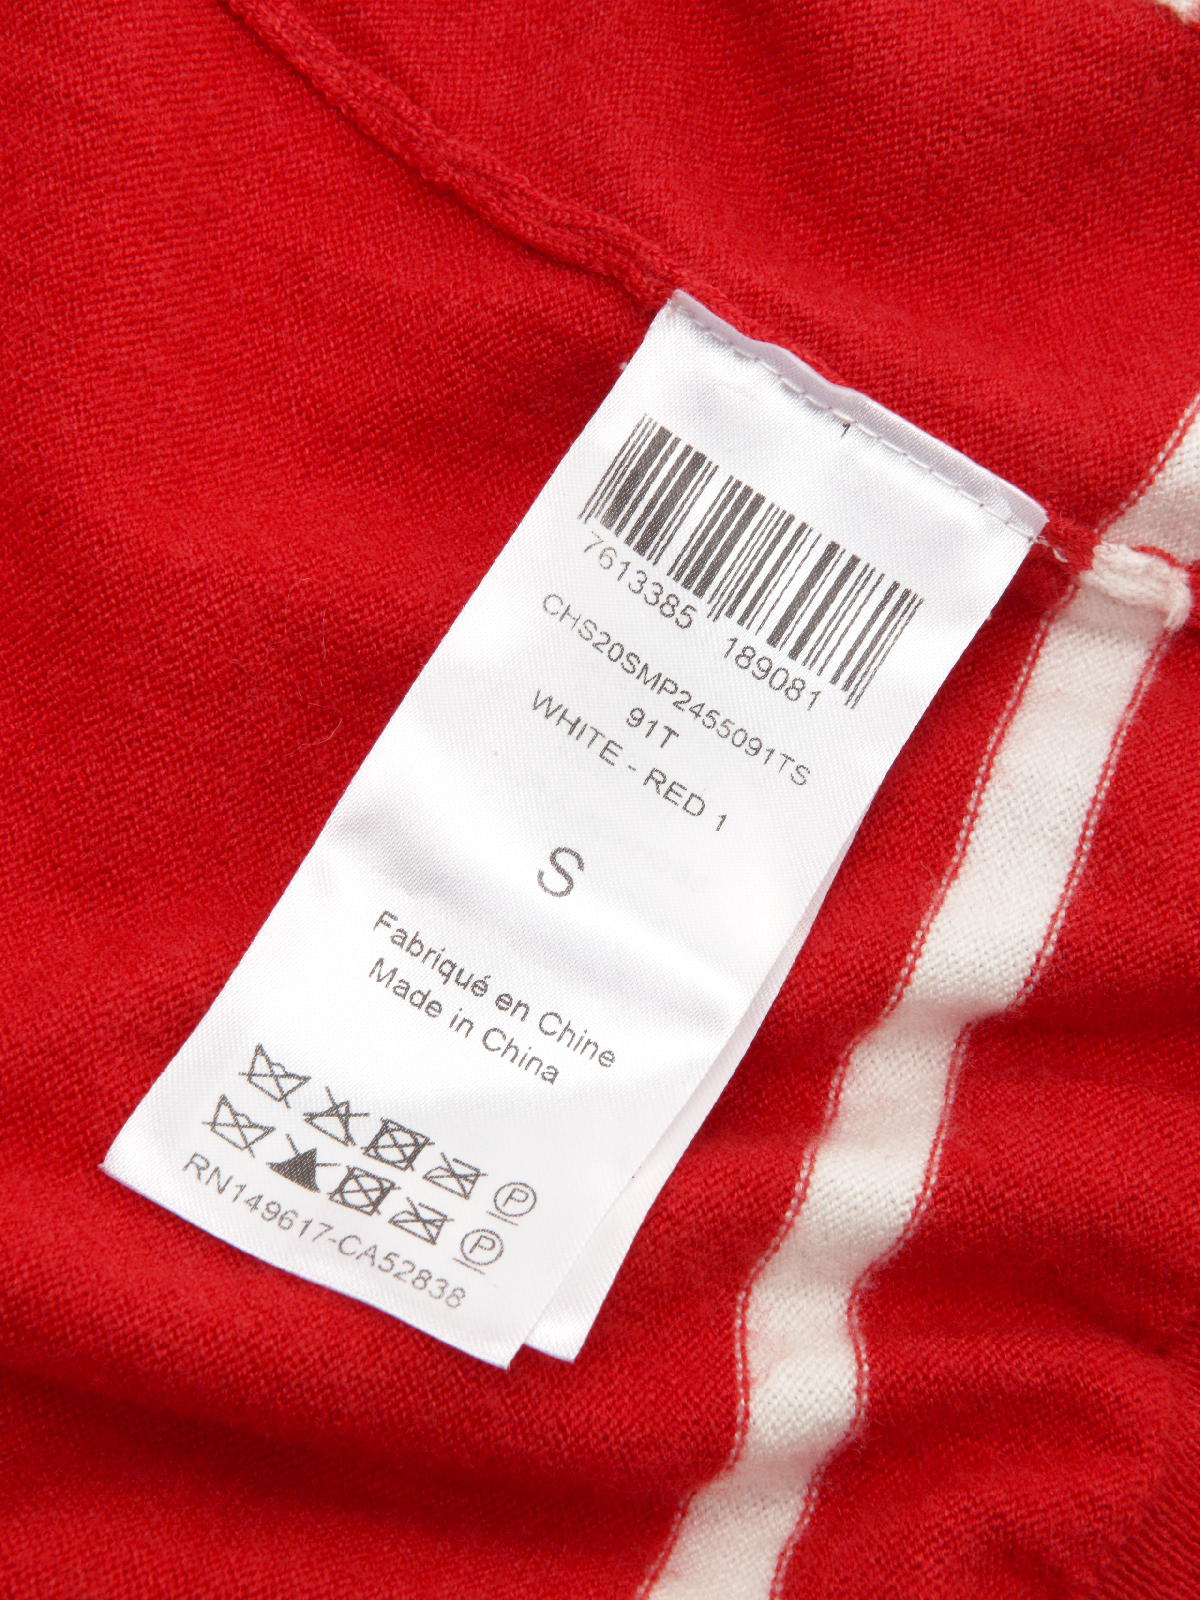 7613385 189081
CHS20SMP2455091TS
91T
WHITE - RED 1
S
Fabriqué en Chine
Made in China
P
P
RN149617-CA52838